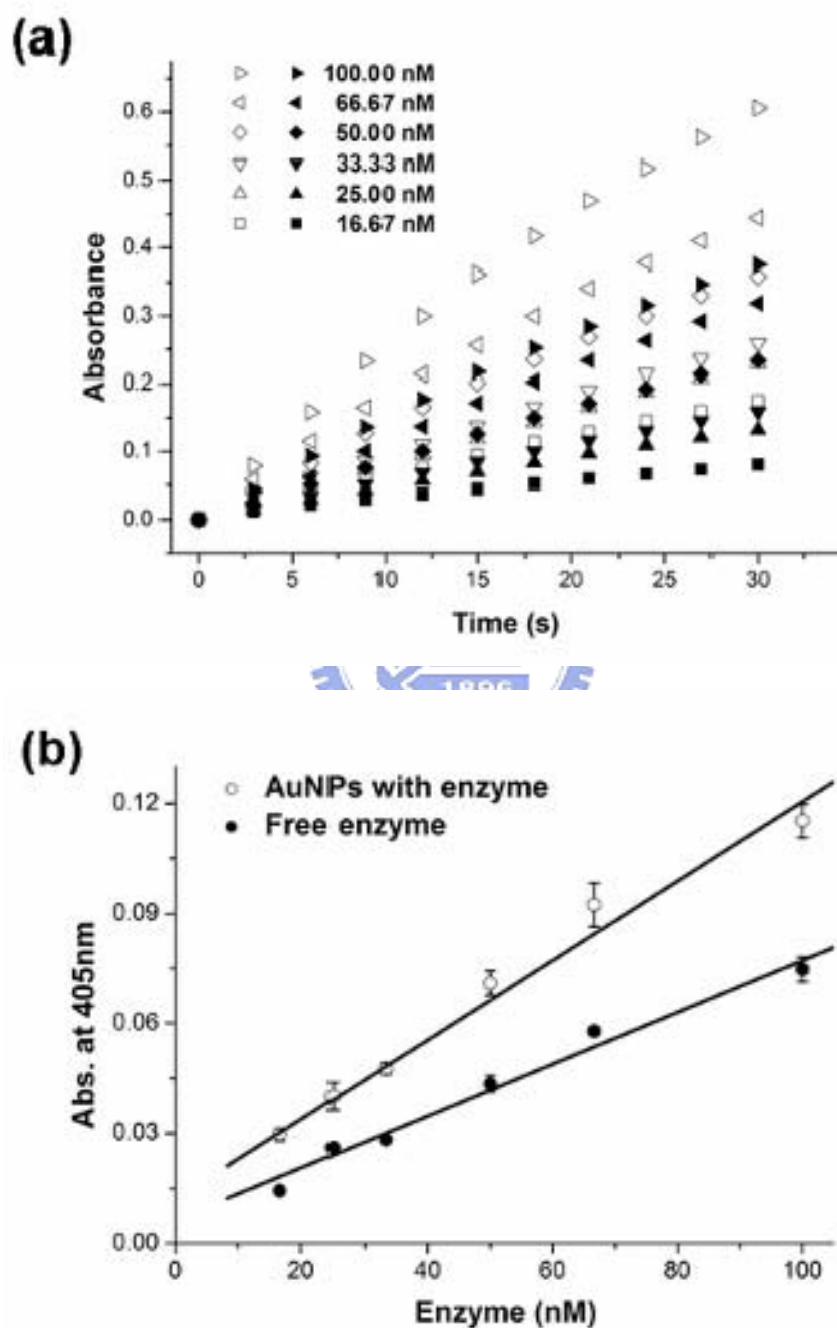 (a)
100.00 nM
66.67 nM
50.00 nM
33.33 nM
25.00 nM
16.67 nM
0.6
0.5
0.4
0.3
0.2
0.1
0.0
Absorbance
0 5 10 15 20 25 30
Time (s)
1896
(b)
AuNPs with enzyme
Free enzyme
0.12
0.09
0.06
0.03
0.00
Abs. at 405nm
0 20 40 60 80 100
Enzyme (nM)